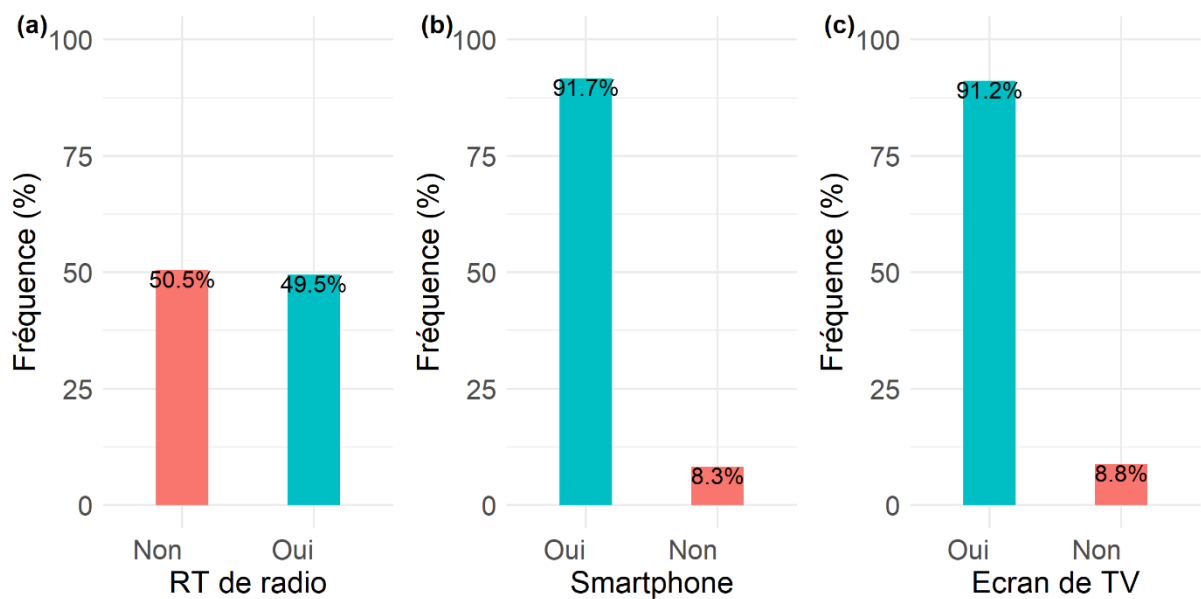 (a)
100
75
50
25
0
Fréquence (%)
50.5%
49.5%
Non
Oui
RT de radio
(b)
100
75
50
25
0
Fréquence (%)
91.7%
8.3%
Oui
Non
Smartphone
(c)
100
75
50
25
0
Fréquence (%)
91.2%
8.8%
Oui
Non
Ecran de TV